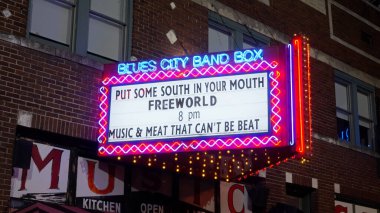 BLUES CITY BAND BOX
PUT SOME SOUTH IN YOUR MOUTH
FREEWORLD
8 pm
MUSIC & MEAT THAT CAN'T BE BEAT
MUSIC
KITCHEN OPEN